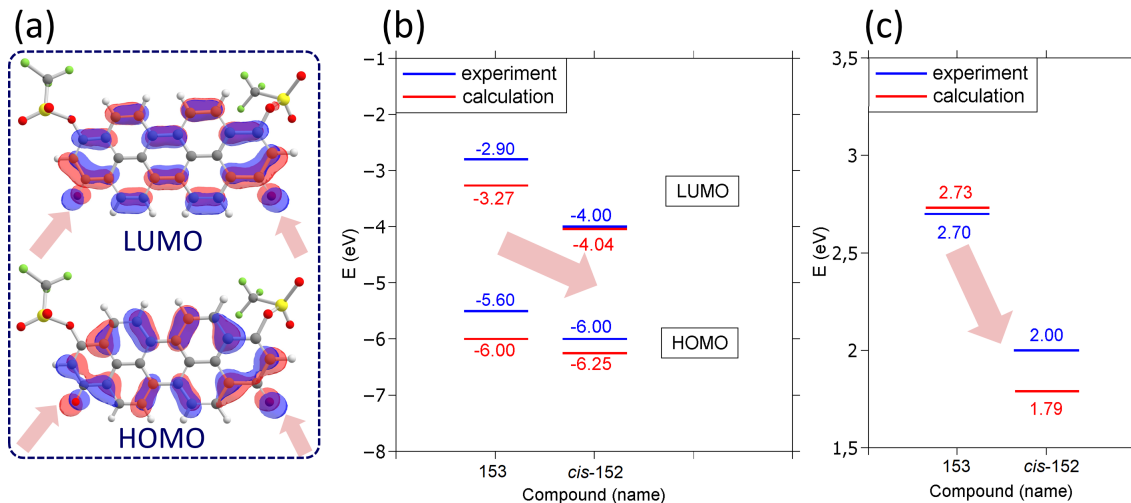 (a)
LUMO
HOMO
(b)
experiment
calculation
E (eV)
−1
−2
−3
−4
−5
−6
−7
−8
-2.90
-3.27
-4.00
-4.04
LUMO
-5.60
-6.00
-6.00
-6.25
HOMO
153
cis-152
Compound (name)
(c)
experiment
calculation
E (eV)
3,5
3
2,5
2
1,5
2.73
2.70
2.00
1.79
153
cis-152
Compound (name)